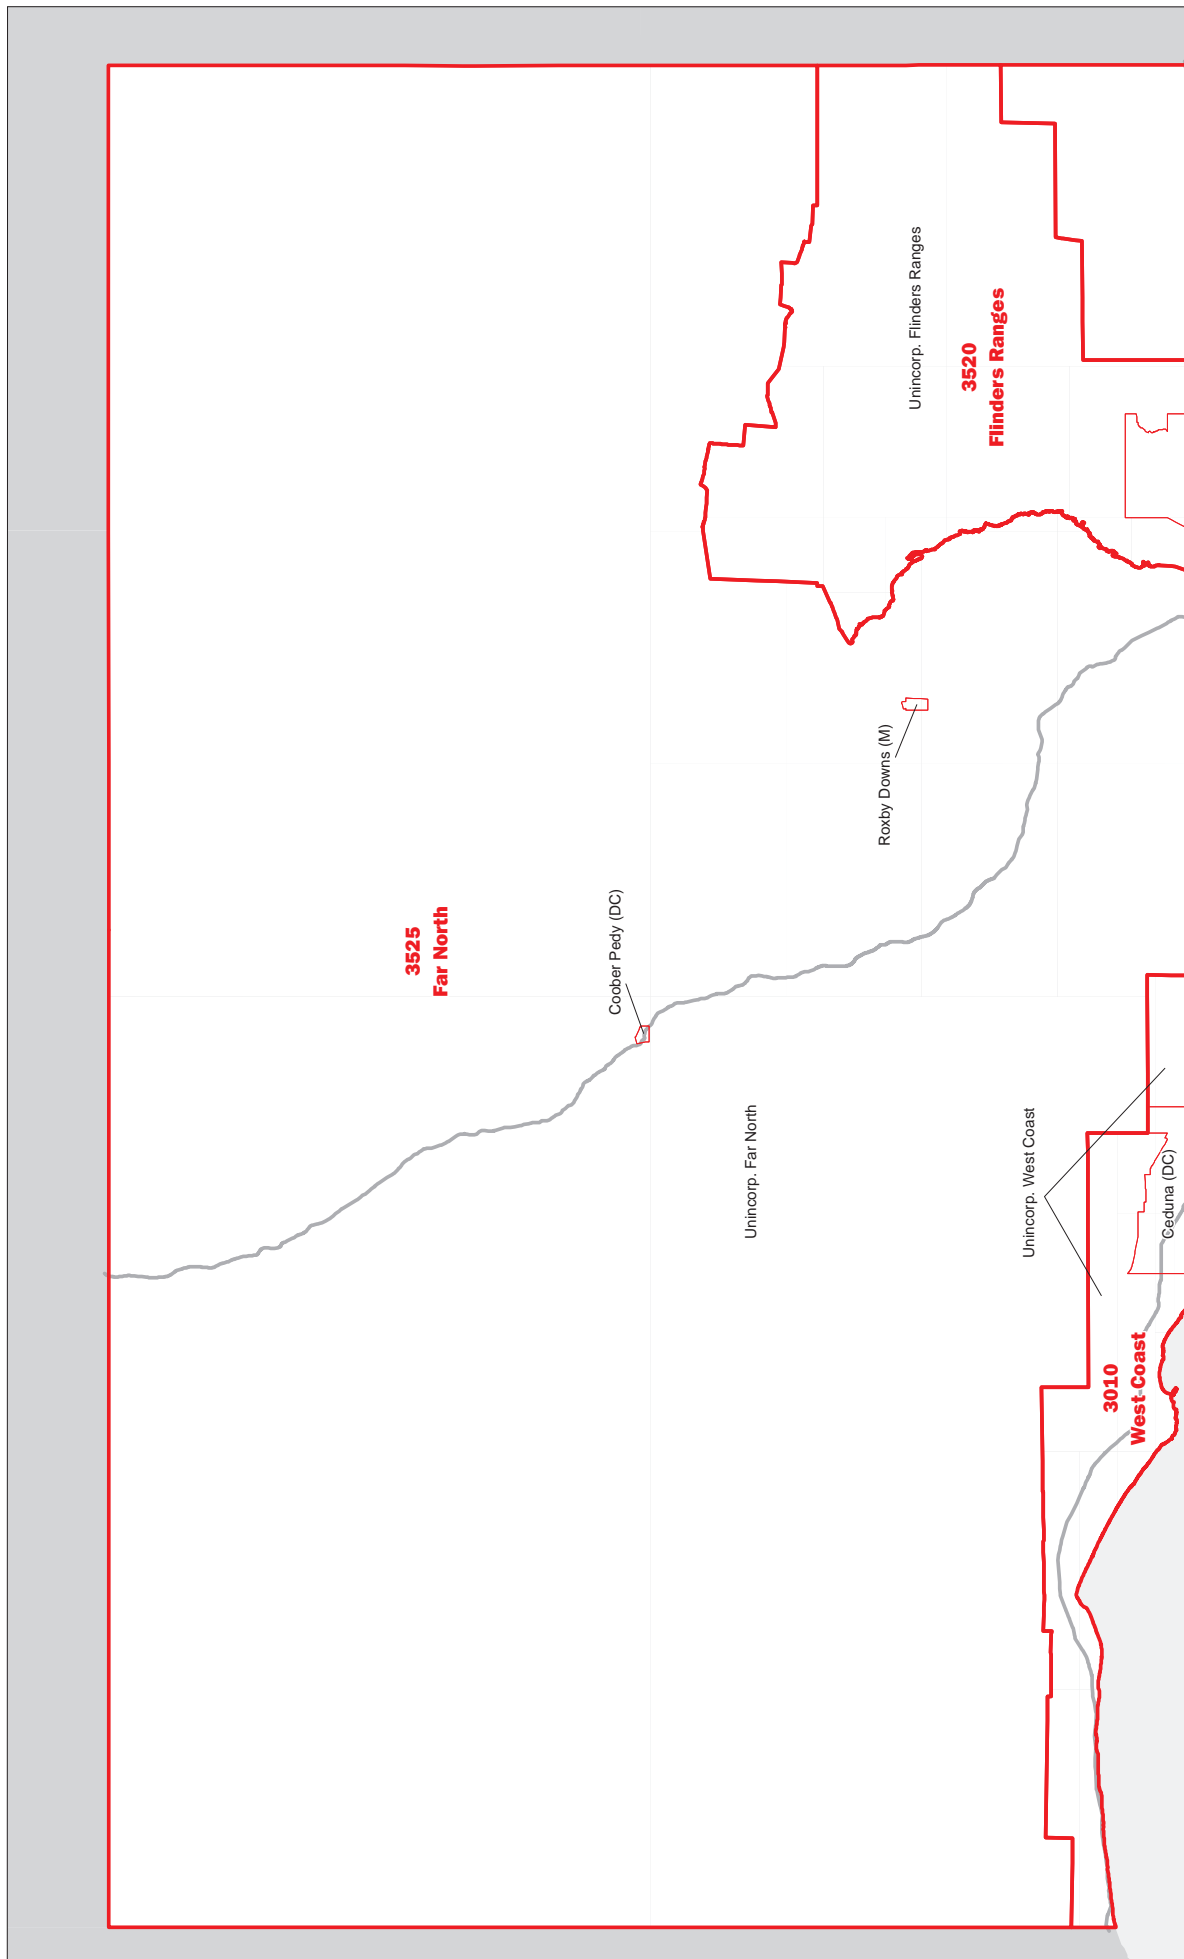 3525
Far North
Coober Pedy (DC)
Unincorp. Far North
Roxby Downs (M)
Unincorp. Flinders Ranges
3520
Flinders Ranges
Unincorp. West Coast
3010
West Coast
Ceduna (DC)